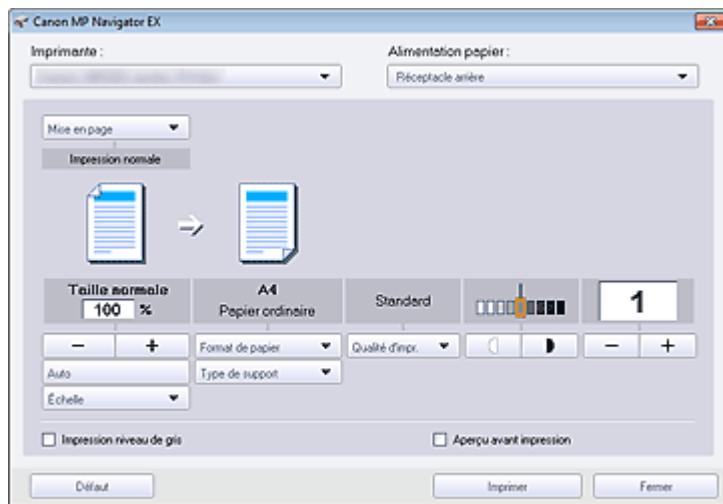 Canon MP Navigator EX
Imprimante :
Alimentation papier :
Réceptacle arrière
Mise en page
Impression normale
Taille normale
100 %
A4
Papier ordinaire
Standard
1
− +
Format de papier
Qualité d'impr.
− +
Auto
Type de support
Échelle
Impression niveau de gris
Aperçu avant impression
Défaut
Imprimer
Fermer